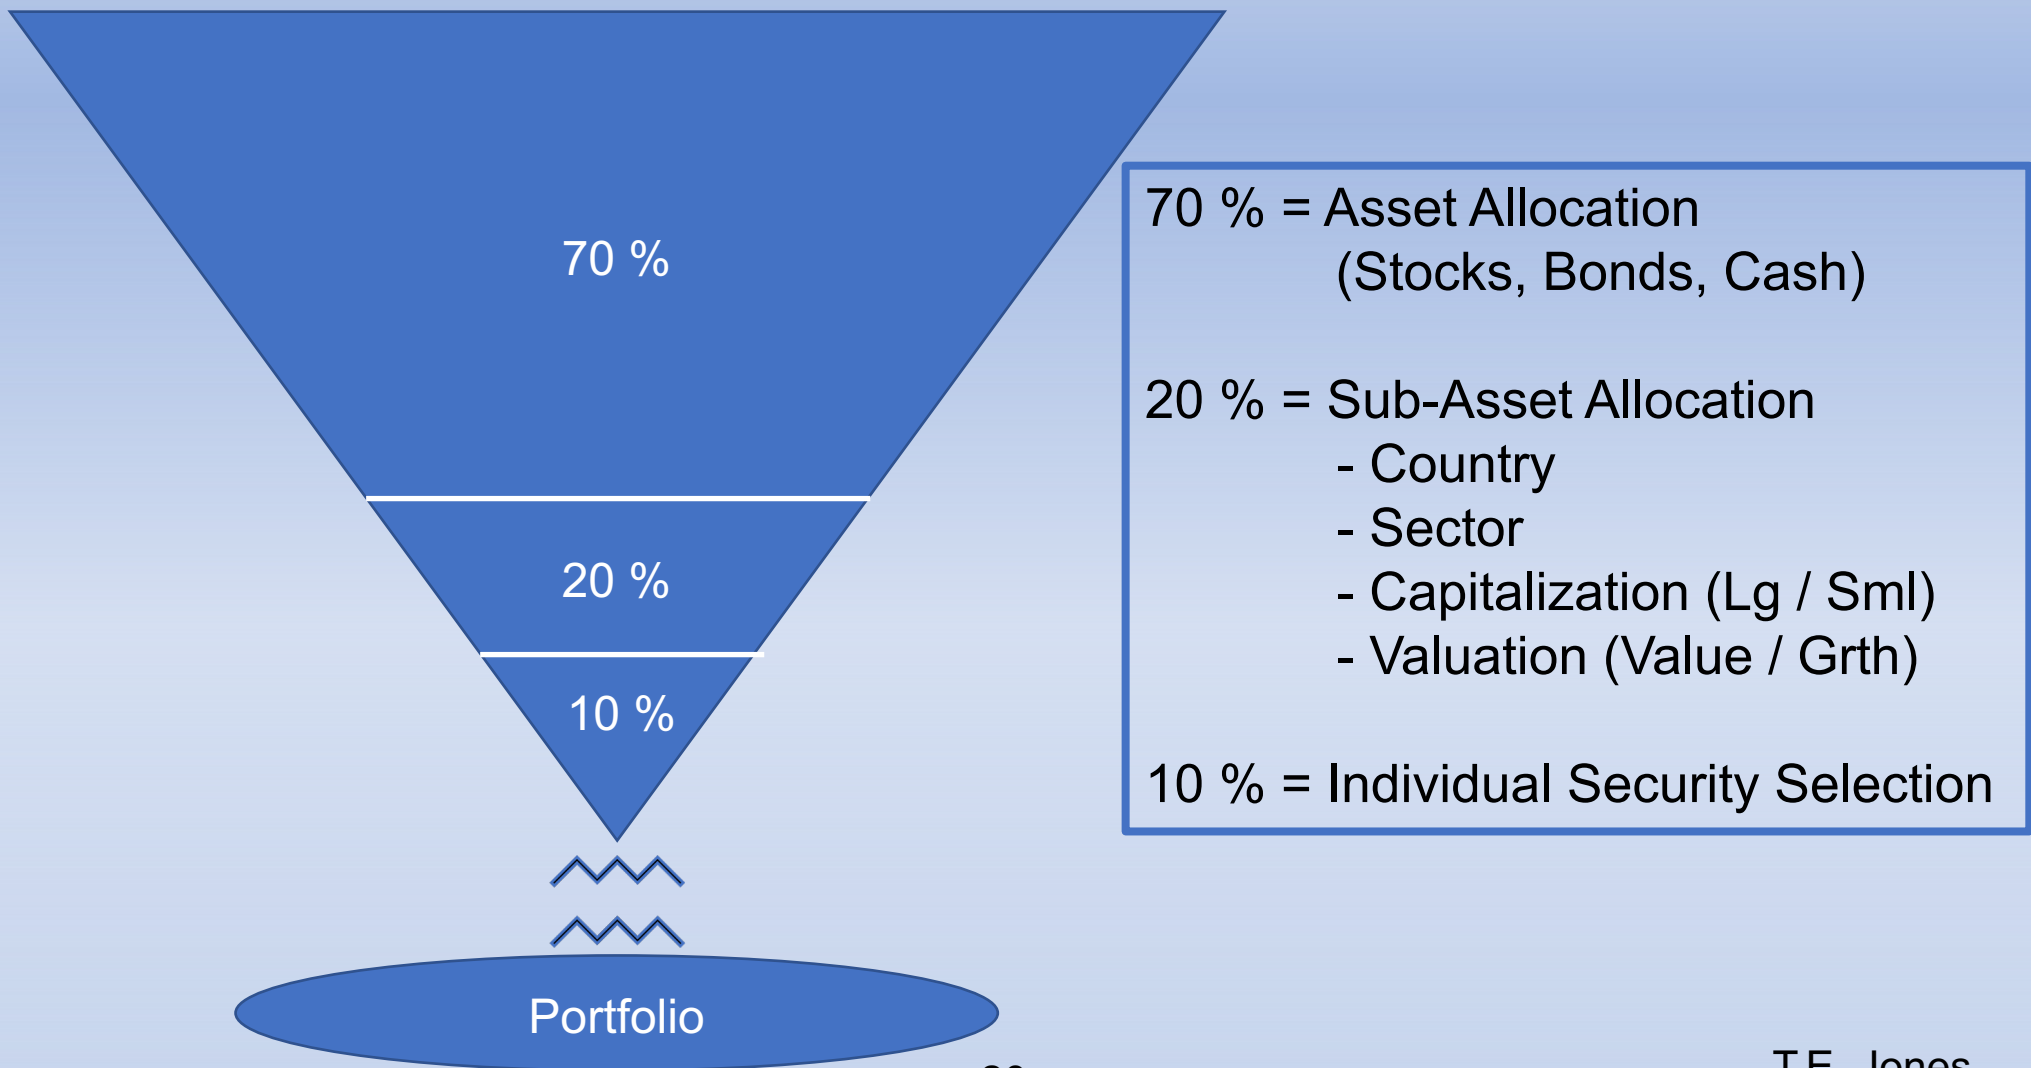 70 %
20 %
10 %
Portfolio
70 % = Asset Allocation
(Stocks, Bonds, Cash)
20 % = Sub-Asset Allocation
- Country
- Sector
- Capitalization (Lg / Sml)
- Valuation (Value / Grth)
10 % = Individual Security Selection
T.E. Jones